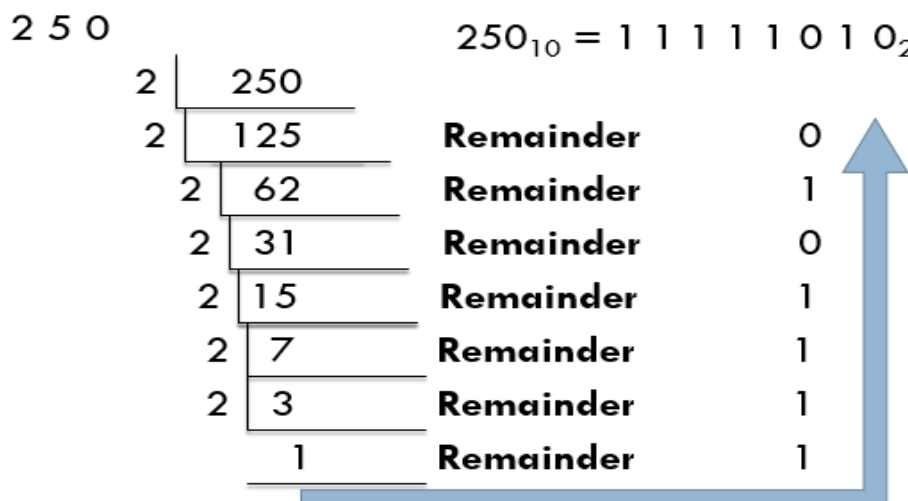 2 5 0
250₁₀ = 1 1 1 1 1 0 1 0₂
2 250
2 125 Remainder 0
2 62 Remainder 1
2 31 Remainder 0
2 15 Remainder 1
2 7 Remainder 1
2 3 Remainder 1
1 Remainder 1